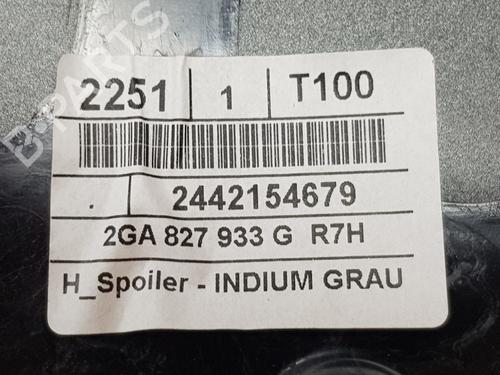 B-PARTS
2251 1 T100
. 2442154679
2GA 827 933 G R7H
H_Spoiler - INDIUM GRAU